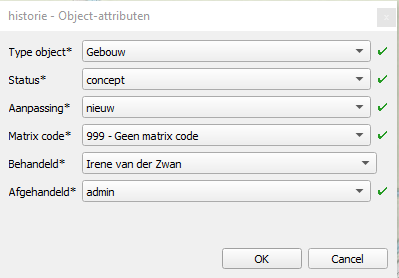 historie - Object-attributen
Type object* Gebouw
Status* concept
Aanpassing* nieuw
Matrix code* 999 - Geen matrix code
Behandeld* Irene van der Zwan
Afgehandeld* admin
OK Cancel